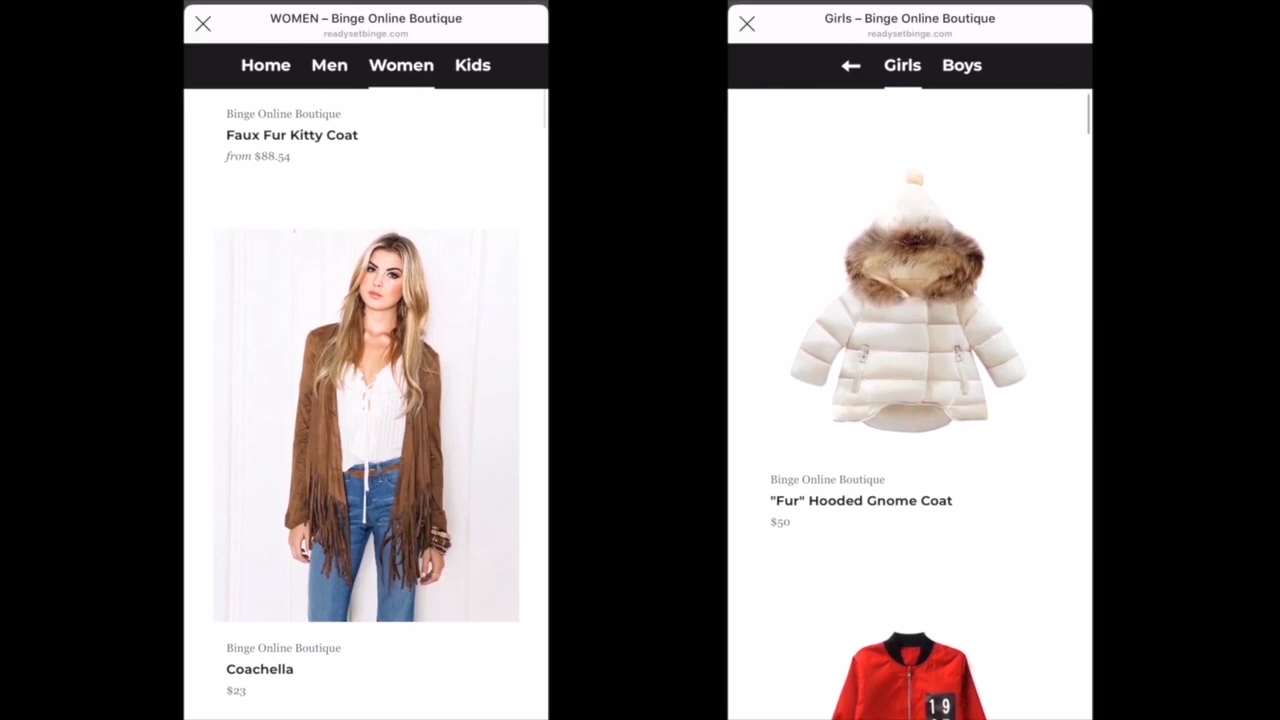 WOMEN – Binge Online Boutique
readysetbinge.com
Home Men Women Kids
Binge Online Boutique
Faux Fur Kitty Coat
from $88.54
Binge Online Boutique
Coachella
$23
Girls – Binge Online Boutique
readysetbinge.com
Girls Boys
Binge Online Boutique
"Fur" Hooded Gnome Coat
$50
19